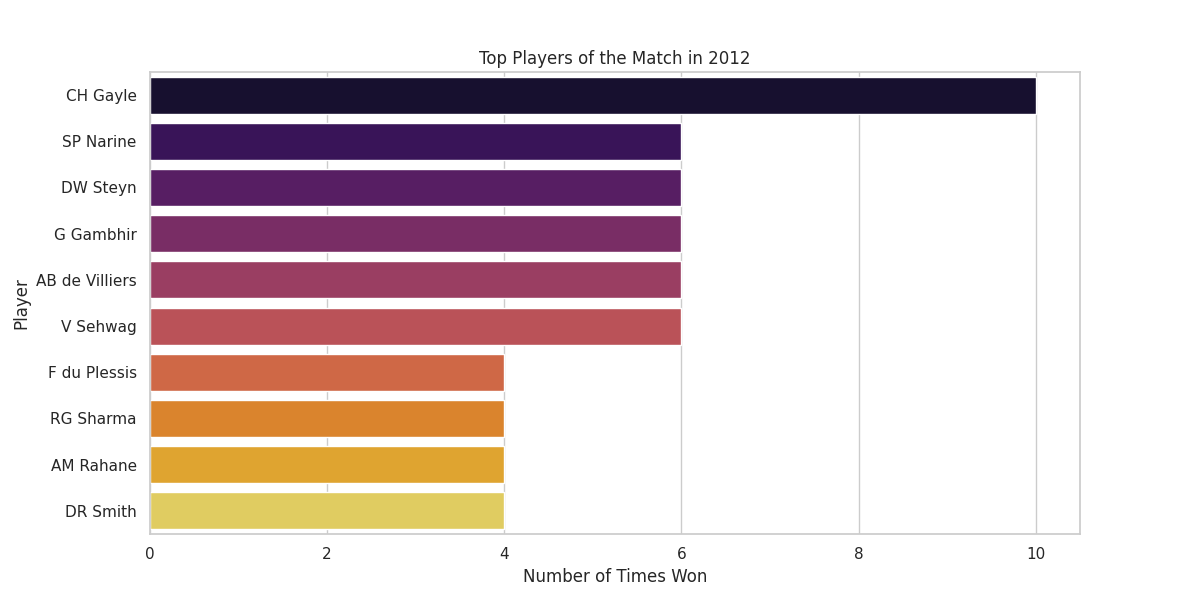 Top Players of the Match in 2012
Player
CH Gayle
SP Narine
DW Steyn
G Gambhir
AB de Villiers
V Sehwag
F du Plessis
RG Sharma
AM Rahane
DR Smith
0 2 4 6 8 10
Number of Times Won